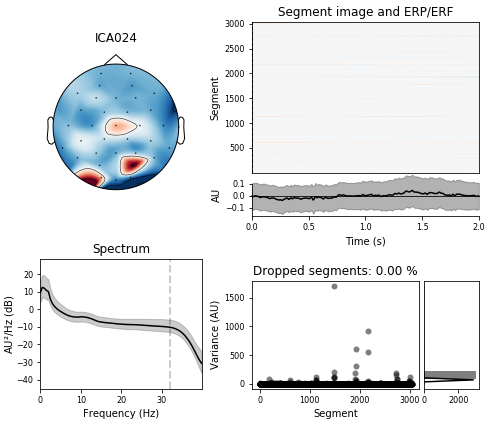 ICA024
Segment image and ERP/ERF
Segment
3000
2500
2000
1500
1000
500
AU
0.1
0.0
−0.1
0.0 0.5 1.0 1.5 2.0
Time (s)
Spectrum
AU²/Hz (dB)
20
10
0
−10
−20
−30
−40
0 10 20 30
Frequency (Hz)
Dropped segments: 0.00 %
Variance (AU)
1500
1000
500
0
0 1000 2000 3000
Segment
0 2000